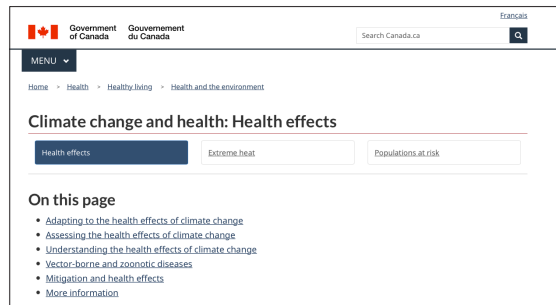 Français
Government of Canada
Gouvernement du Canada
Search Canada.ca
MENU
Home > Health > Healthy living > Health and the environment
Climate change and health: Health effects
Health effects
Extreme heat
Populations at risk
On this page
• Adapting to the health effects of climate change
• Assessing the health effects of climate change
• Understanding the health effects of climate change
• Vector-borne and zoonotic diseases
• Mitigation and health effects
• More information